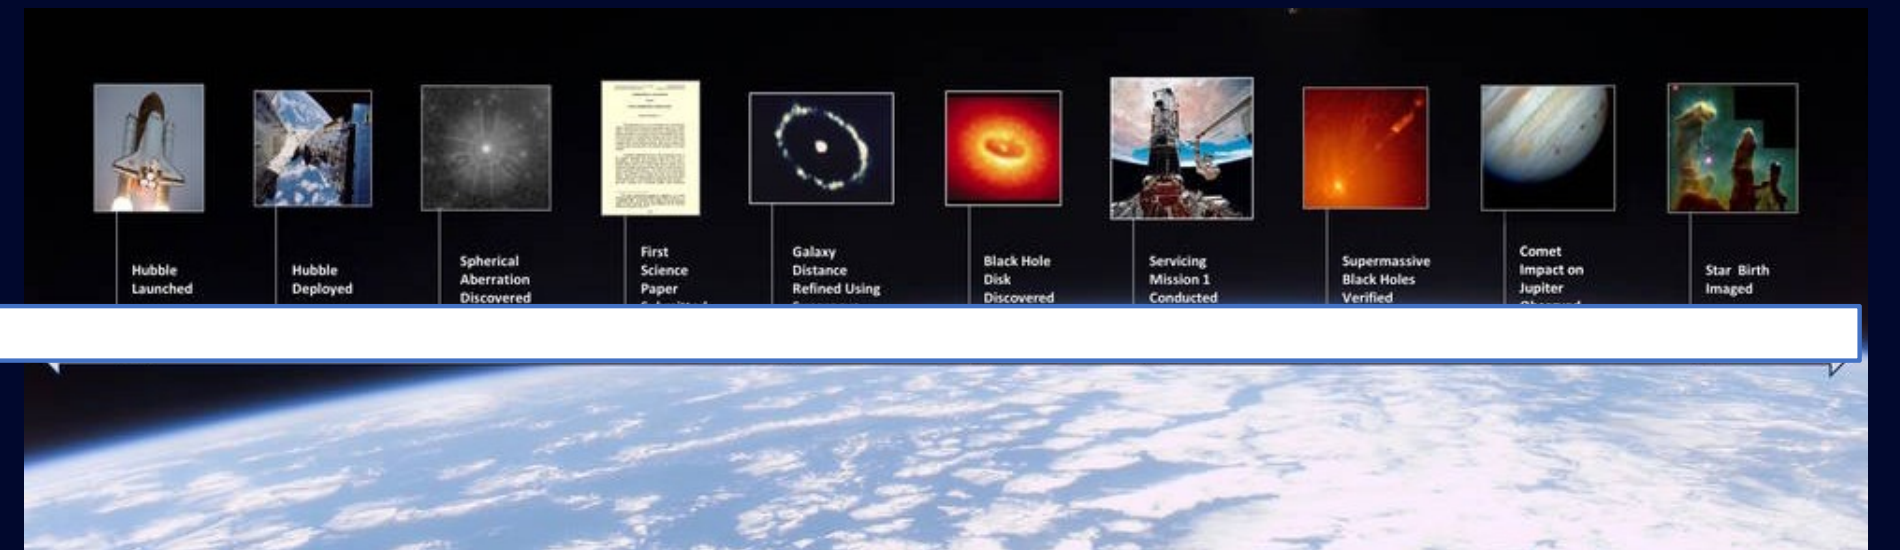 Hubble
Launched
Hubble
Deployed
Spherical
Aberration
Discovered
First
Science
Paper
Galaxy
Distance
Refined Using
Black Hole
Disk
Discovered
Servicing
Mission 1
Conducted
Supermassive
Black Holes
Verified
Comet
Impact on
Jupiter
Star Birth
Imaged